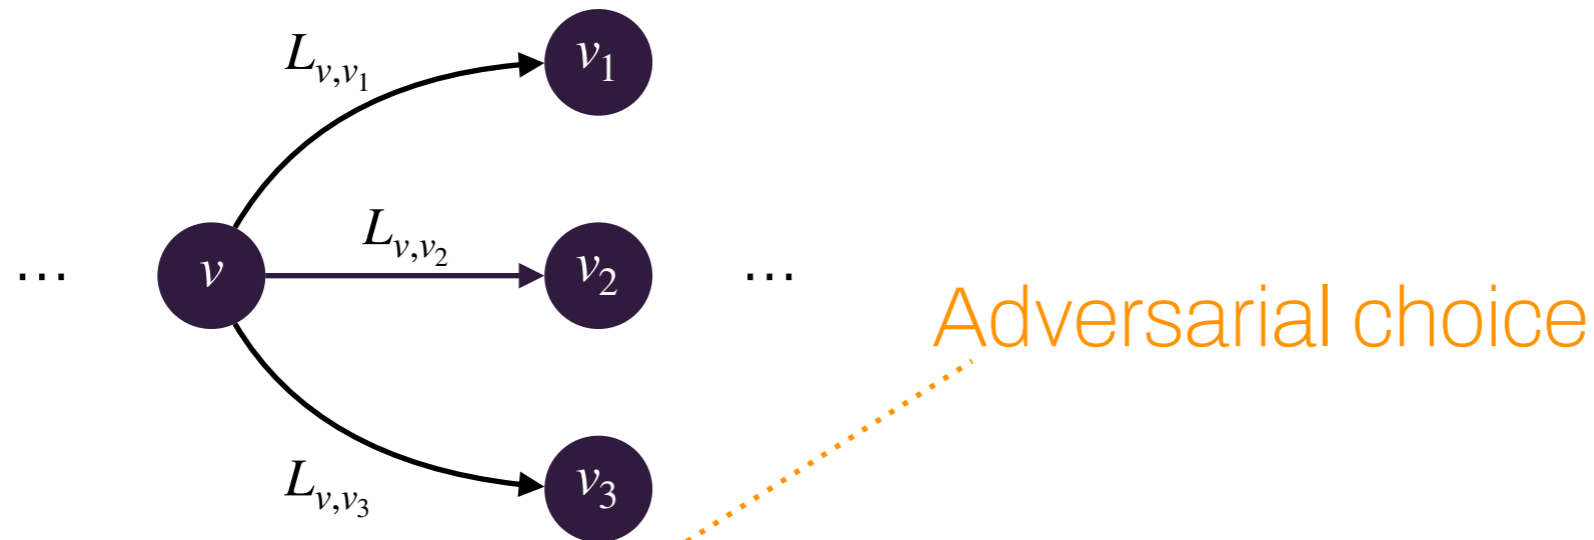 L_{v,v_1}
v_1
L_{v,v_2}
... v v_2 ...
Adversarial choice
L_{v,v_3}
v_3